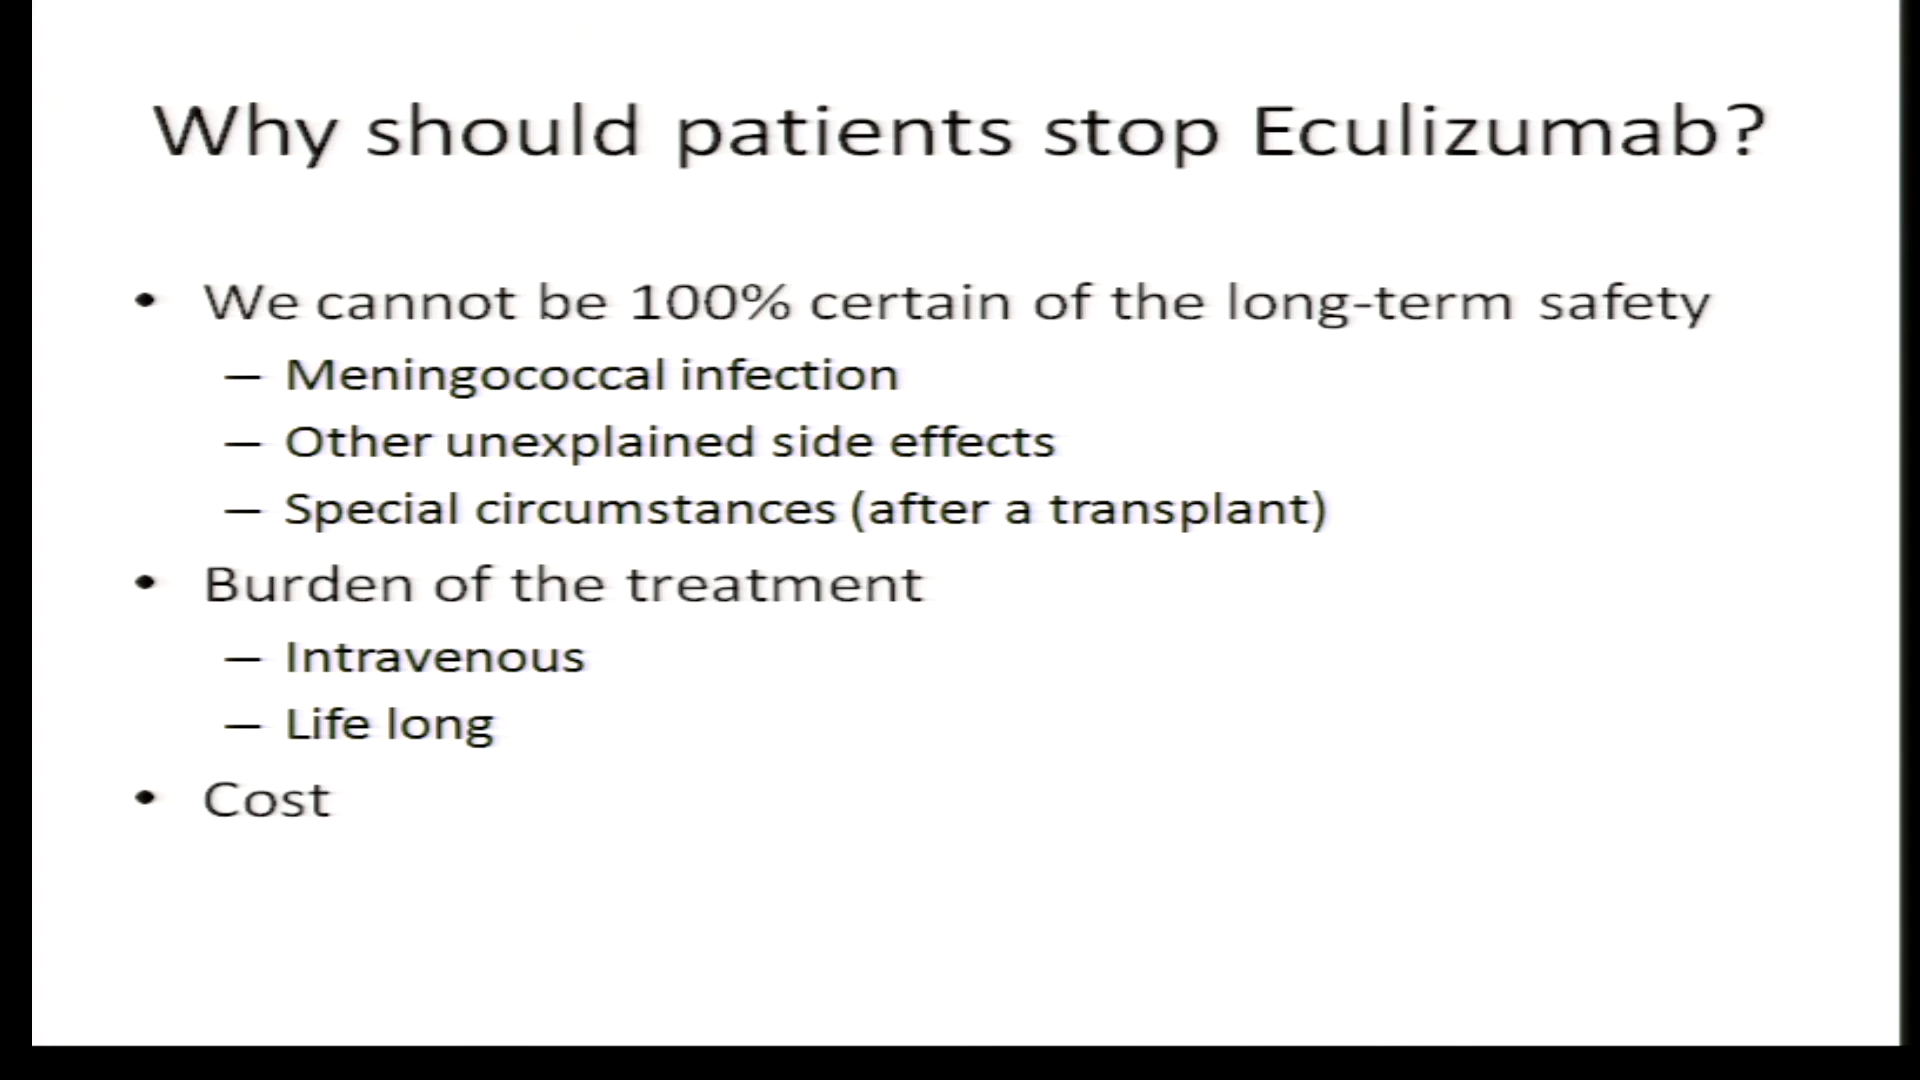 Why should patients stop Eculizumab?
• We cannot be 100% certain of the long-term safety
– Meningococcal infection
– Other unexplained side effects
– Special circumstances (after a transplant)
• Burden of the treatment
– Intravenous
– Life long
• Cost